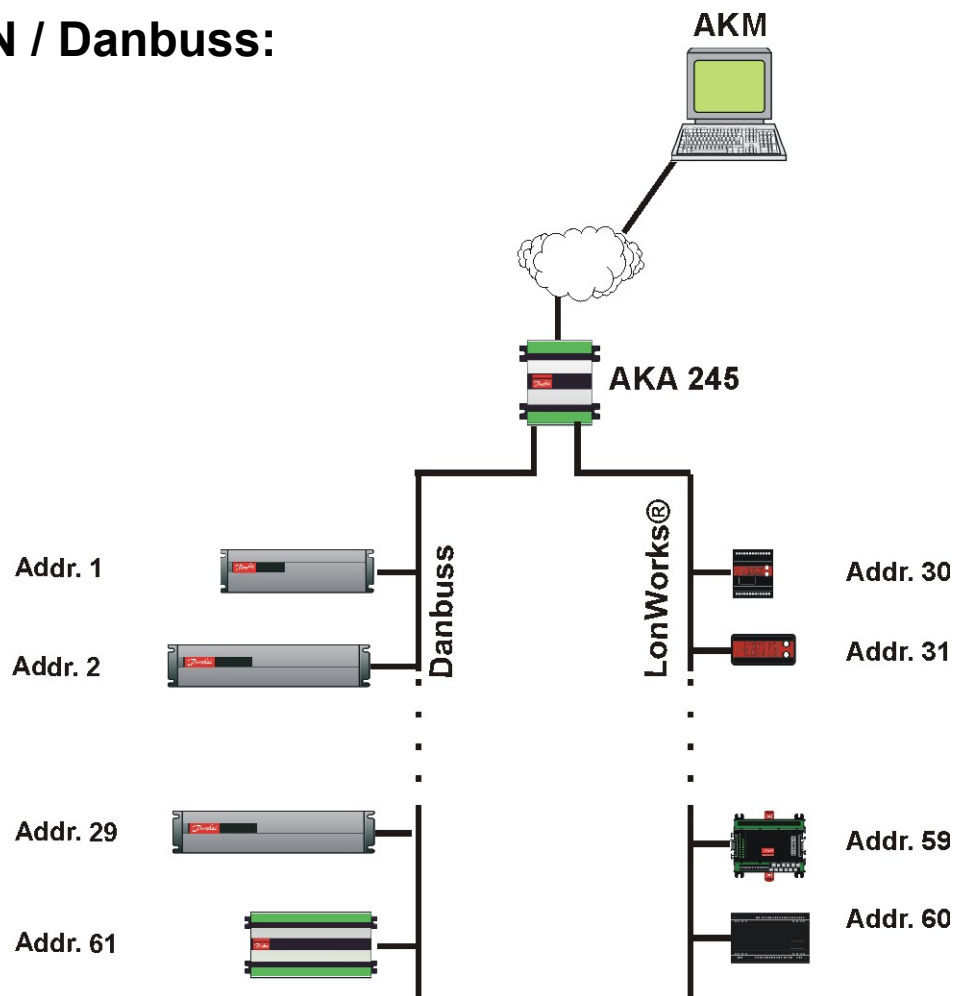 N / Danbuss:
AKM
AKA 245
Danbuss
LonWorks®
Addr. 1
Addr. 30
Addr. 2
Addr. 31
Addr. 29
Addr. 59
Addr. 61
Addr. 60